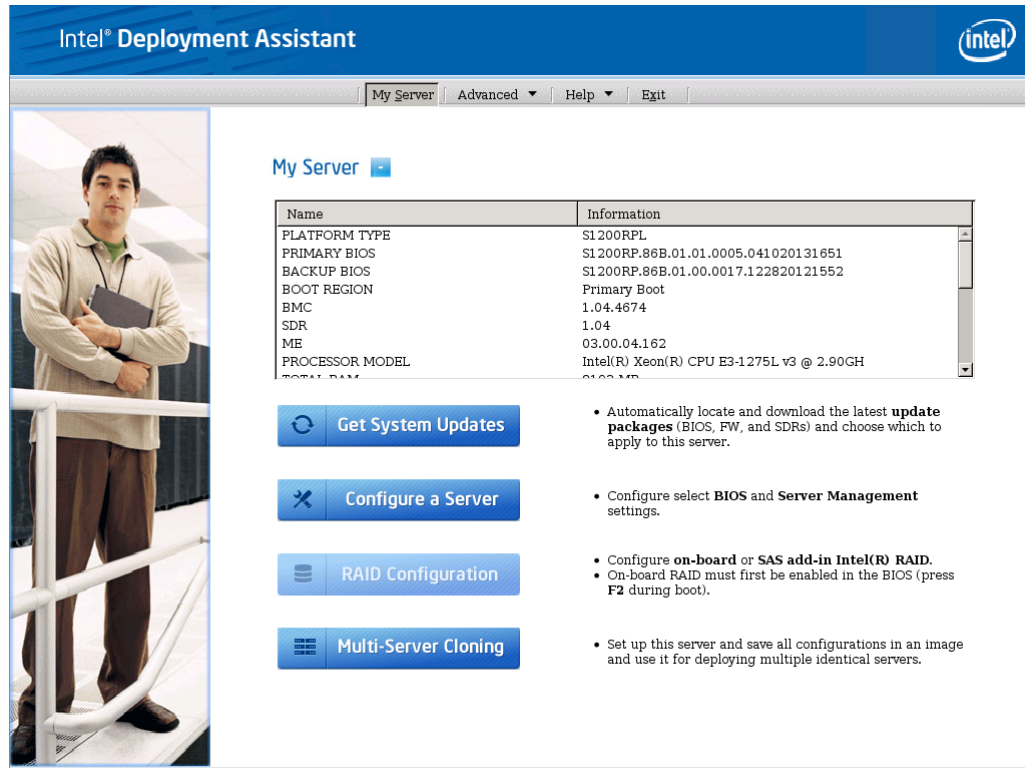 Intel® Deployment Assistant
intel
My Server
Advanced
Help
Exit
My Server
Name Information
PLATFORM TYPE S1200RPL
PRIMARY BIOS S1200RP.86B.01.01.0005.041020131651
BACKUP BIOS S1200RP.86B.01.00.0017.122820121552
BOOT REGION Primary Boot
BMC 1.04.4674
SDR 1.04
ME 03.00.04.162
PROCESSOR MODEL Intel(R) Xeon(R) CPU E3-1275L v3 @ 2.90GH
Get System Updates
• Automatically locate and download the latest update
packages (BIOS, FW, and SDRs) and choose which to
apply to this server.
Configure a Server
• Configure select BIOS and Server Management
settings.
RAID Configuration
• Configure on-board or SAS add-in Intel(R) RAID.
• On-board RAID must first be enabled in the BIOS (press
F2 during boot).
Multi-Server Cloning
• Set up this server and save all configurations in an image
and use it for deploying multiple identical servers.